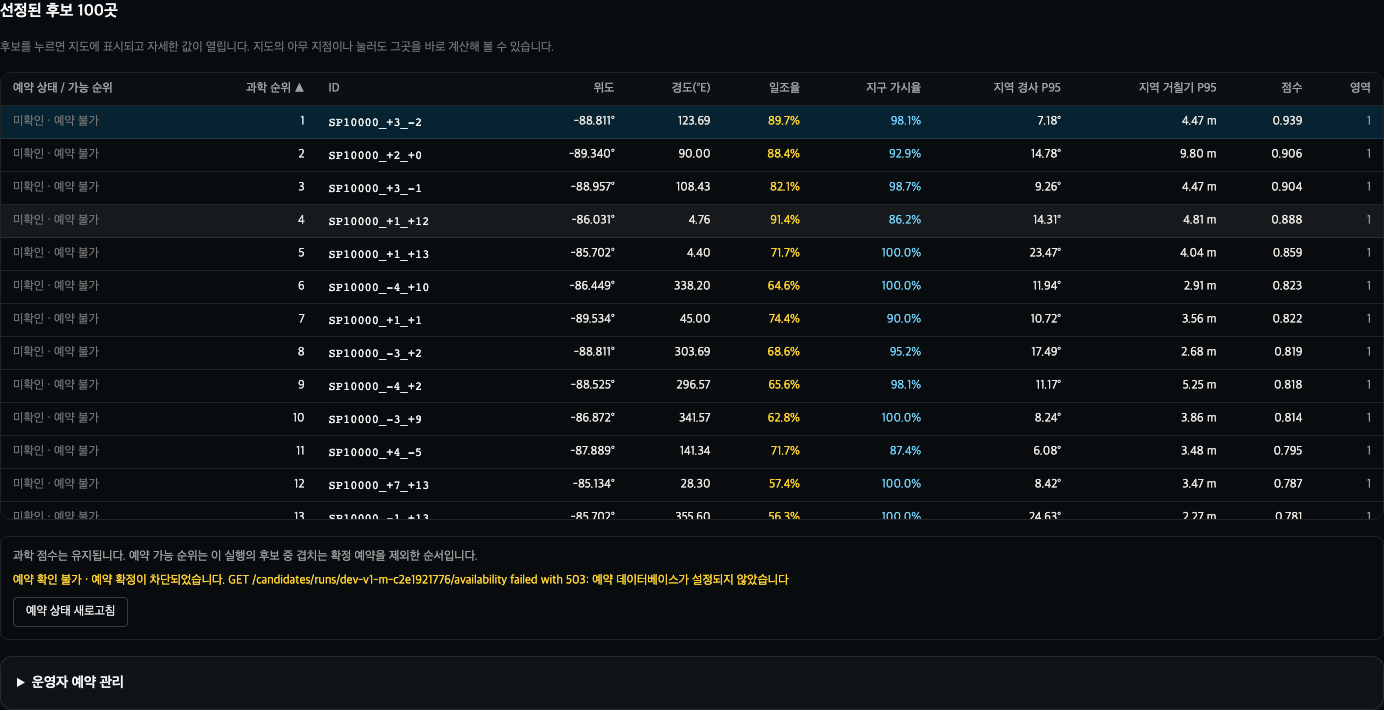 선정된 후보 100곳
후보를 누르면 지도에 표시되고 자세한 값이 열립니다. 지도의 아무 지점이나 눌러도 그곳을 바로 계산해 볼 수 있습니다.
예약 상태 / 가능 순위 과학 순위 ▲ ID 위도 경도(°E) 일조율 지구 가시율 지역 경사 P95 지역 거칠기 P95 점수 영역
미확인 · 예약 불가 1 SP10000_+3_-2 -88.811° 123.69 89.7% 98.1% 7.18° 4.47 m 0.939 1
미확인 · 예약 불가 2 SP10000_+2_+0 -89.340° 90.00 88.4% 92.9% 14.78° 9.80 m 0.906 1
미확인 · 예약 불가 3 SP10000_+3_-1 -88.957° 108.43 82.1% 98.7% 9.26° 4.47 m 0.904 1
미확인 · 예약 불가 4 SP10000_+1_+12 -86.031° 4.76 91.4% 86.2% 14.31° 4.81 m 0.888 1
미확인 · 예약 불가 5 SP10000_+1_+13 -85.702° 4.40 71.7% 100.0% 23.47° 4.04 m 0.859 1
미확인 · 예약 불가 6 SP10000_-4_+10 -86.449° 338.20 64.6% 100.0% 11.94° 2.91 m 0.823 1
미확인 · 예약 불가 7 SP10000_+1_+1 -89.534° 45.00 74.4% 90.0% 10.72° 3.56 m 0.822 1
미확인 · 예약 불가 8 SP10000_-3_+2 -88.811° 303.69 68.6% 95.2% 17.49° 2.68 m 0.819 1
미확인 · 예약 불가 9 SP10000_-4_+2 -88.525° 296.57 65.6% 98.1% 11.17° 5.25 m 0.818 1
미확인 · 예약 불가 10 SP10000_-3_+9 -86.872° 341.57 62.8% 100.0% 8.24° 3.86 m 0.814 1
미확인 · 예약 불가 11 SP10000_+4_-5 -87.889° 141.34 71.7% 87.4% 6.08° 3.48 m 0.795 1
미확인 · 예약 불가 12 SP10000_+7_+13 -85.134° 28.30 57.4% 100.0% 8.42° 3.47 m 0.787 1
미확인 · 예약 불가 13 SP10000_-1_+13 -85.702° 355.60 56.3% 100.0% 24.63° 2.27 m 0.781 1
과학 점수는 유지됩니다. 예약 가능 순위는 이 실행의 후보 중 겹치는 확정 예약을 제외한 순서입니다.
예약 확인 불가 · 예약 확정이 차단되었습니다. GET /candidates/runs/dev-v1-m-c2e1921776/availability failed with 503: 예약 데이터베이스가 설정되지 않았습니다
예약 상태 새로고침
▶ 운영자 예약 관리